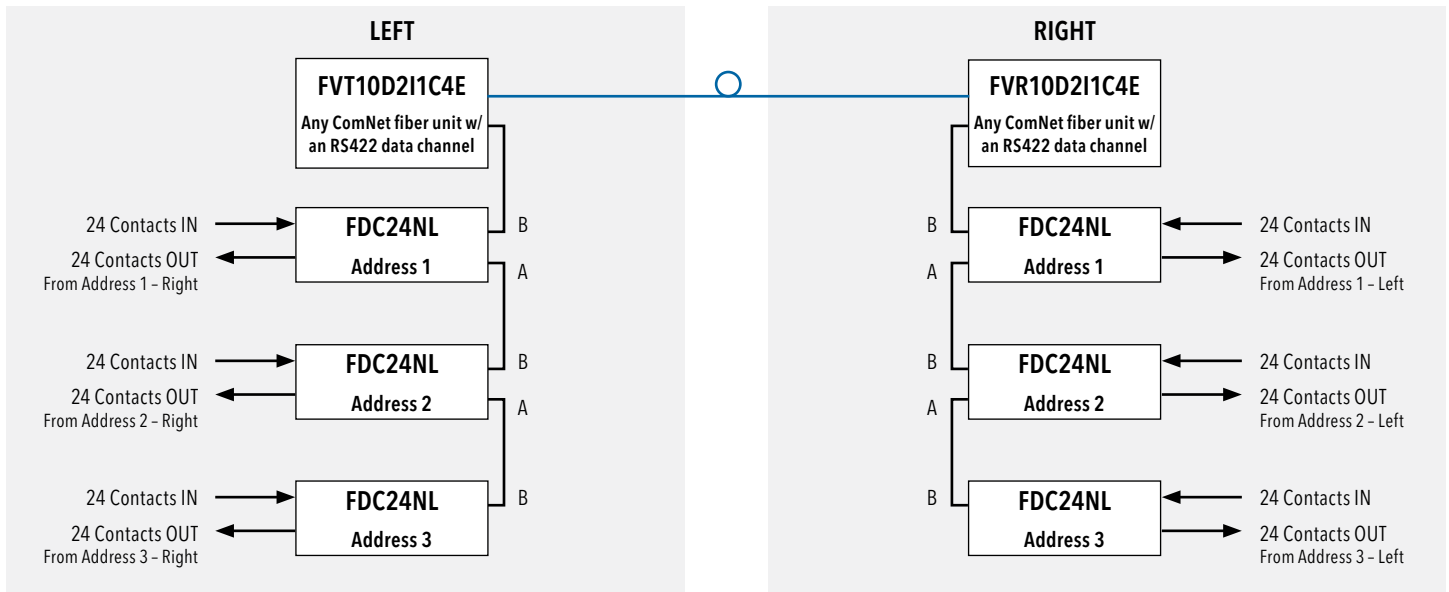 LEFT
FVT10D2I1C4E
Any ComNet fiber unit w/
an RS422 data channel
24 Contacts IN
24 Contacts OUT
From Address 1 – Right
FDC24NL
Address 1
B
A
24 Contacts IN
24 Contacts OUT
From Address 2 – Right
FDC24NL
Address 2
B
A
24 Contacts IN
24 Contacts OUT
From Address 3 – Right
FDC24NL
Address 3
B
RIGHT
FVR10D2I1C4E
Any ComNet fiber unit w/
an RS422 data channel
B
A
FDC24NL
Address 1
24 Contacts IN
24 Contacts OUT
From Address 1 – Left
B
A
FDC24NL
Address 2
24 Contacts IN
24 Contacts OUT
From Address 2 – Left
B
FDC24NL
Address 3
24 Contacts IN
24 Contacts OUT
From Address 3 – Left